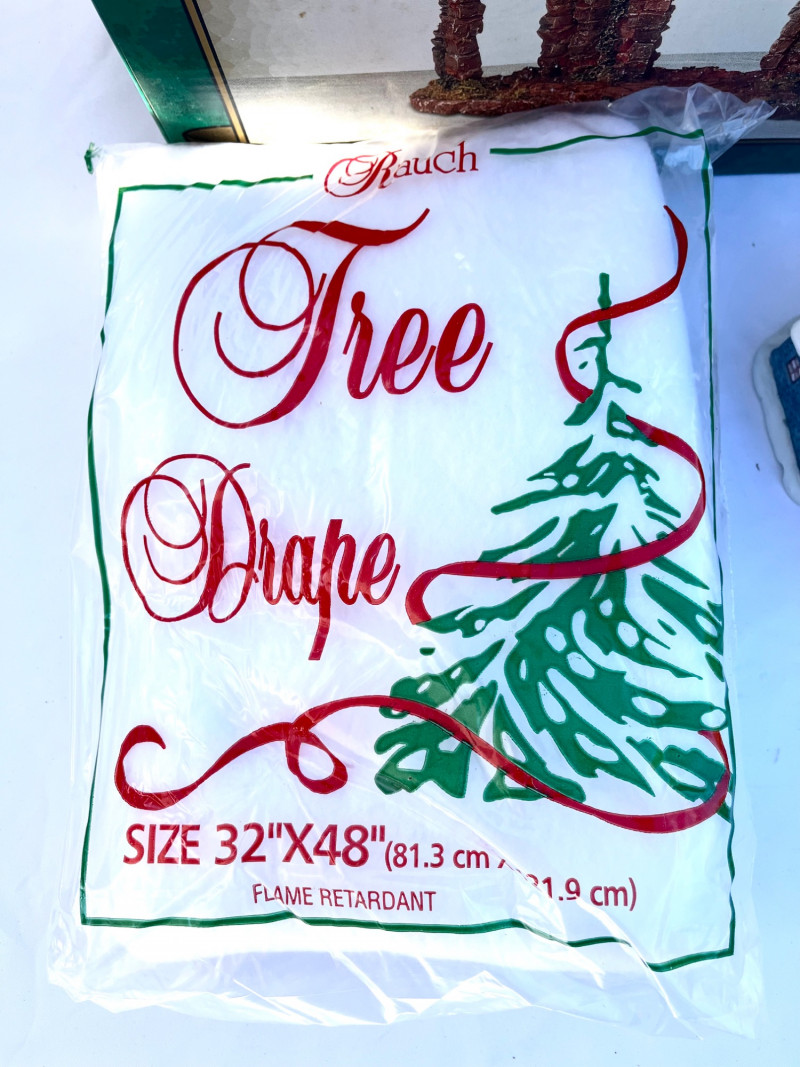 Rauch
Tree
Drape
SIZE 32"X48"(81.3 cm 1.9 cm)
FLAME RETARDANT